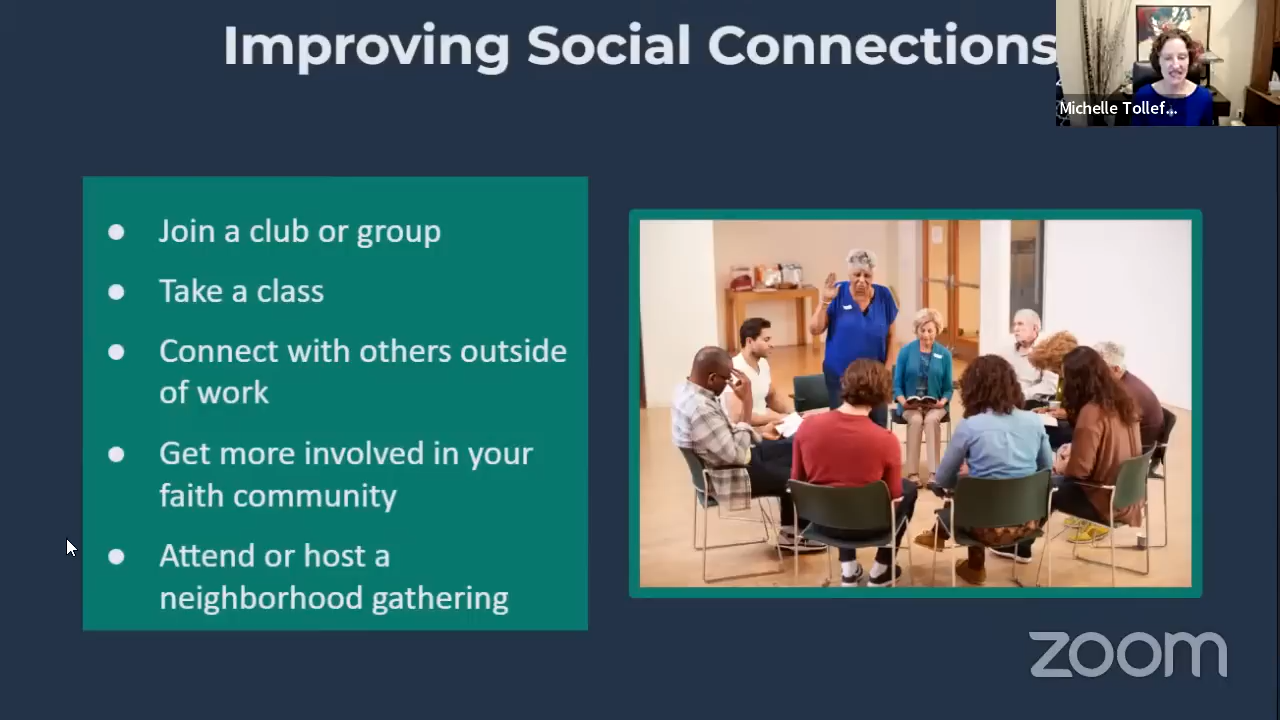 Improving Social Connections
Michelle Tollef...
● Join a club or group
● Take a class
● Connect with others outside
of work
● Get more involved in your
faith community
● Attend or host a
neighborhood gathering
zoom